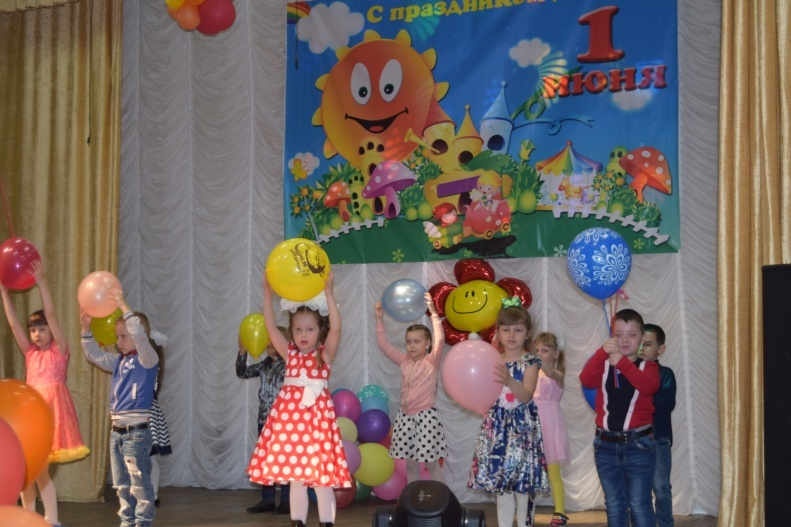 С праздником
1
июня